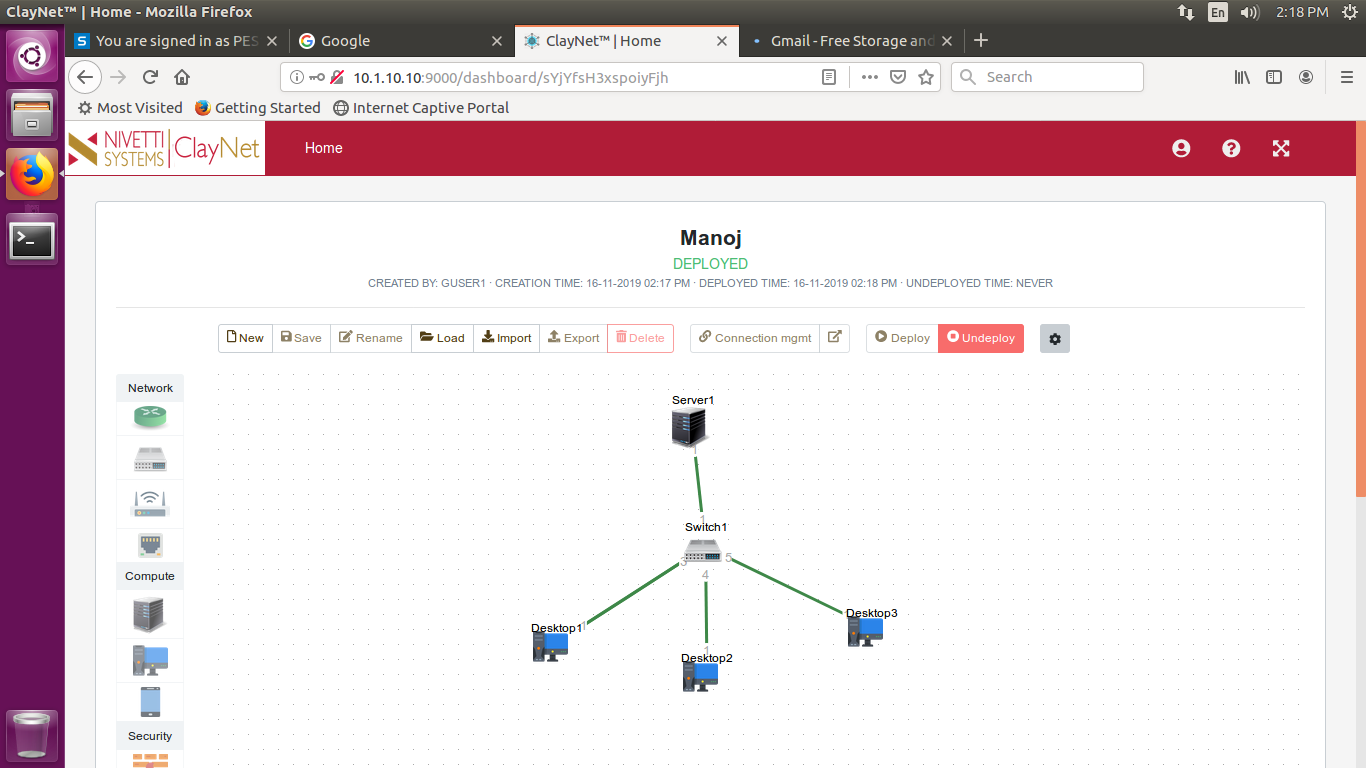 ClayNet™ | Home - Mozilla Firefox
En 2:18 PM
S You are signed in as PES
Google
ClayNet™ | Home
Gmail - Free Storage and
10.1.10.10:9000/dashboard/sYjYfsH3xspoiyFjh
Search
Most Visited Getting Started Internet Captive Portal
NIVETTI SYSTEMS | ClayNet
Home
Manoj
DEPLOYED
CREATED BY: GUSER1 · CREATION TIME: 16-11-2019 02:17 PM · DEPLOYED TIME: 16-11-2019 02:18 PM · UNDEPLOYED TIME: NEVER
New Save Rename Load Import Export Delete Connection mgmt Deploy Undeploy
Network
Server1
1
1
Switch1
3
5
4
Compute
Desktop3
Desktop1
1
1
Desktop2
Security